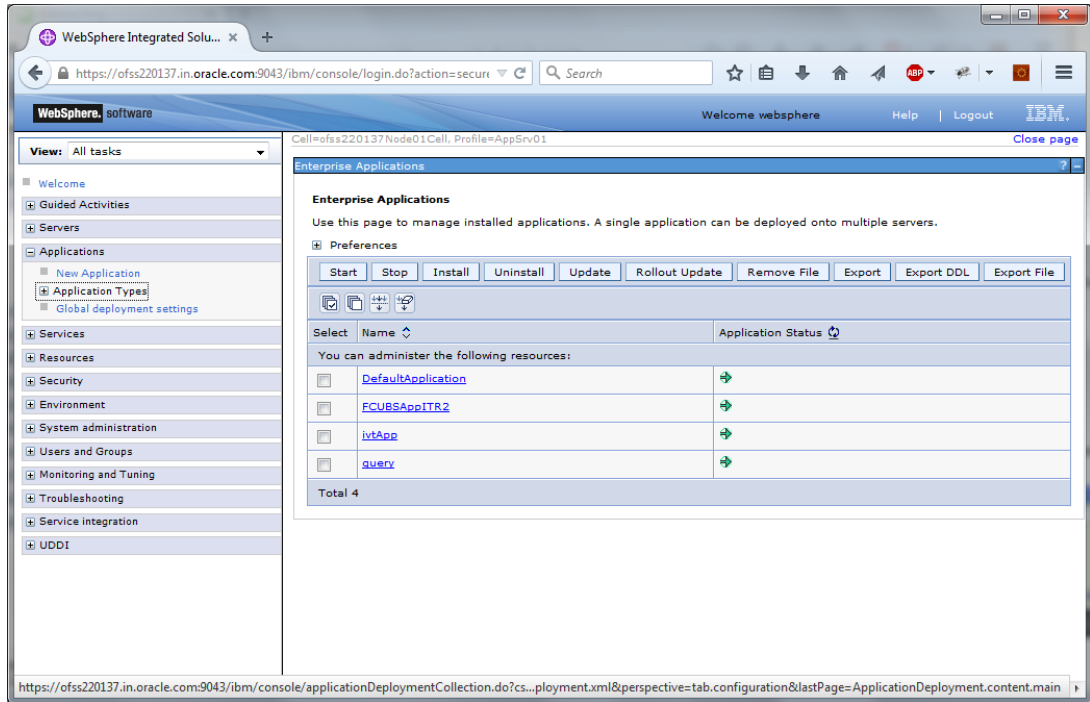 WebSphere Integrated Solu... × +
https://ofss220137.in.oracle.com:9043/ibm/console/login.do?action=secure Search ABP
WebSphere. software Welcome websphere Help | Logout IBM.
View: All tasks
Cell=ofss220137Node01Cell, Profile=AppSrv01 Close page
Enterprise Applications ? -
Welcome
Guided Activities
Servers
Applications
New Application
Application Types
Global deployment settings
Services
Resources
Security
Environment
System administration
Users and Groups
Monitoring and Tuning
Troubleshooting
Service integration
UDDI
Enterprise Applications
Use this page to manage installed applications. A single application can be deployed onto multiple servers.
Preferences
Start Stop Install Uninstall Update Rollout Update Remove File Export Export DDL Export File
Select Name Application Status
You can administer the following resources:
DefaultApplication
FCUBSAppITR2
ivtApp
query
Total 4
https://ofss220137.in.oracle.com:9043/ibm/console/applicationDeploymentCollection.do?cs...ployment.xml&perspective=tab.configuration&lastPage=ApplicationDeployment.content.main